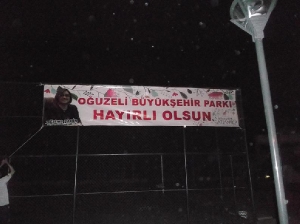 OĞUZELİ BÜYÜKŞEHİR PARKI
HAYIRLI OLSUN.